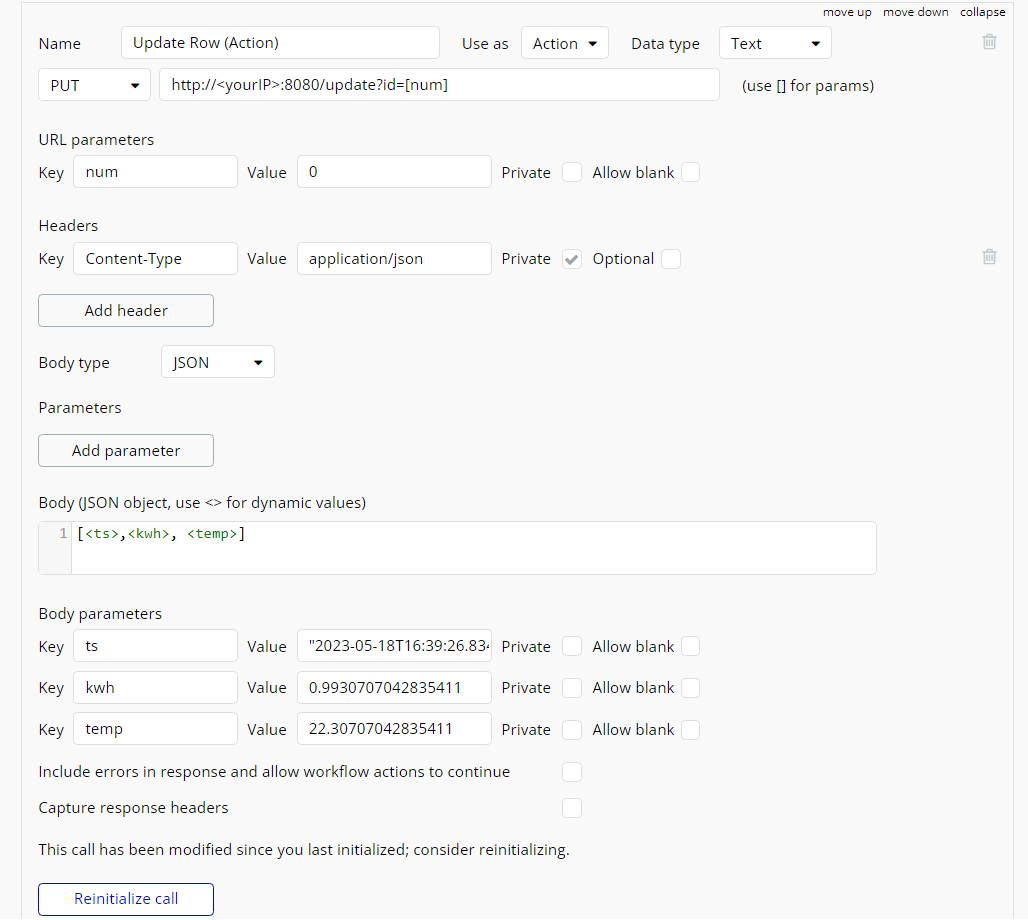 move up move down collapse
Name Update Row (Action) Use as Action Data type Text
PUT http://<yourIP>:8080/update?id=[num] (use [] for params)
URL parameters
Key num Value 0 Private Allow blank
Headers
Key Content-Type Value application/json Private Optional
Add header
Body type JSON
Parameters
Add parameter
Body (JSON object, use <> for dynamic values)
1 [<ts>,<kwh>, <temp>]
Body parameters
Key ts Value "2023-05-18T16:39:26.834 Private Allow blank
Key kwh Value 0.9930707042835411 Private Allow blank
Key temp Value 22.30707042835411 Private Allow blank
Include errors in response and allow workflow actions to continue
Capture response headers
This call has been modified since you last initialized; consider reinitializing.
Reinitialize call